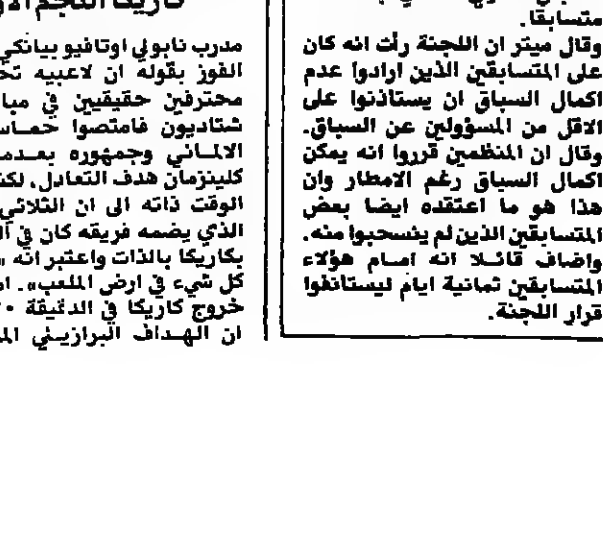 متسابقا.
وقال ميتر ان اللجنة رأت انه كان
على المتسابقين الذين ارادوا عدم
اكمال السباق ان يستاذنوا على
الاقل من المسؤولين عن السباق.
وقال ان المنظمين قرروا انه يمكن
اكمال السباق رغم الامطار وان
هذا هو ما اعتقده ايضا بعض
المتسابقين الذين لم ينسحبوا منه.
واضاف قائلا انه امام هؤلاء
المتسابقين ثمانية ايام ليستانفوا
قرار اللجنة.
كاريكا النجم
مدرب نابولي اوتافيو بيانكي
الفوز بقوله ان لاعبيه
محترفين حقيقيين في
شتاديون فامتصوا
الالماني وجمهوره بعدما
كلينزمان هدف التعادل، 
الوقت ذاته الى ان الثلاثي
الذي يضمه فريقه كان في
بكاريكا بالذات واعتبر انه
كل شيء في ارض الملعب».
خروج كاريكا في الدقيقة
ان الهداف البرازيلي